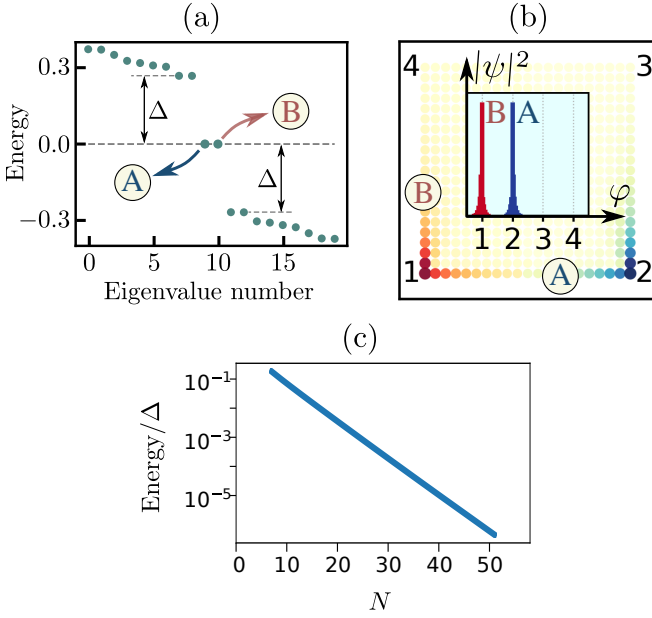 (a)
0.3
0.0
−0.3
Energy
Δ
Δ
A
B
0 5 10 15
Eigenvalue number
(b)
4 3
|ψ|²
B A
φ
1 2 3 4
B
A
1 2
(c)
Energy/Δ
10⁻¹
10⁻³
10⁻⁵
0 10 20 30 40 50
N